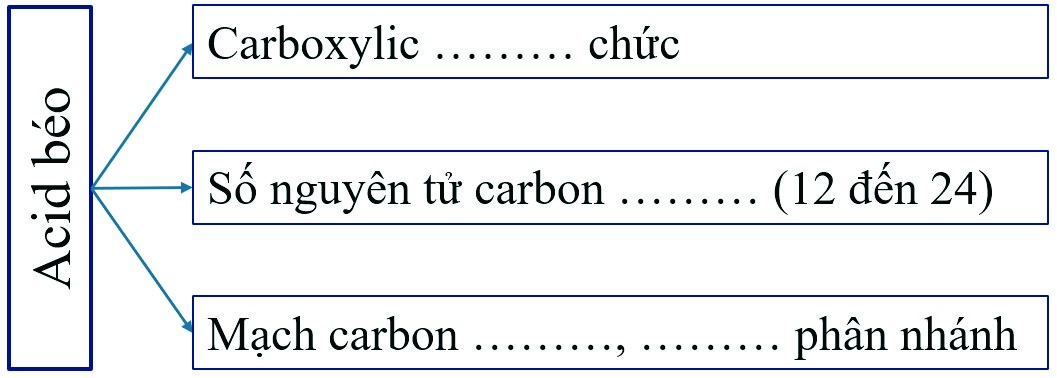 Acid béo
Carboxylic ……… chức
Số nguyên tử carbon ……… (12 đến 24)
Mạch carbon ………, ……… phân nhánh